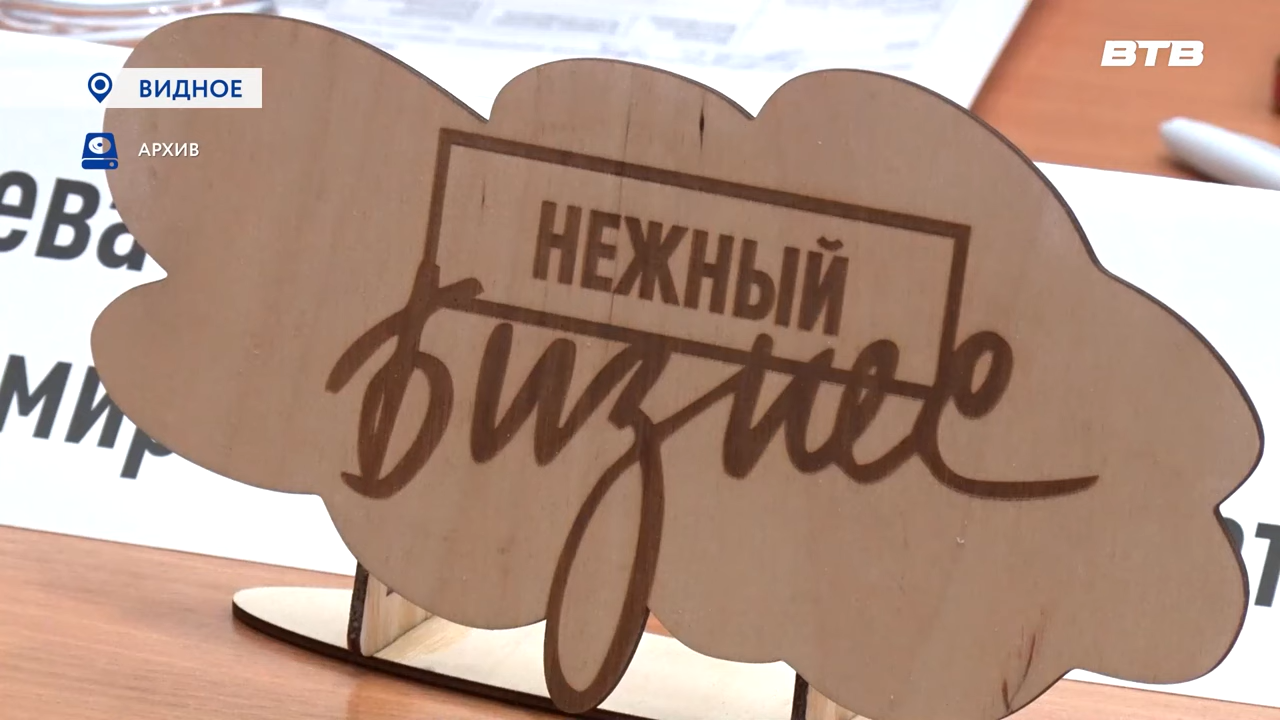 ВИДНОЕ
АРХИВ
ВТВ
НЕЖНЫЙ
Бизнес